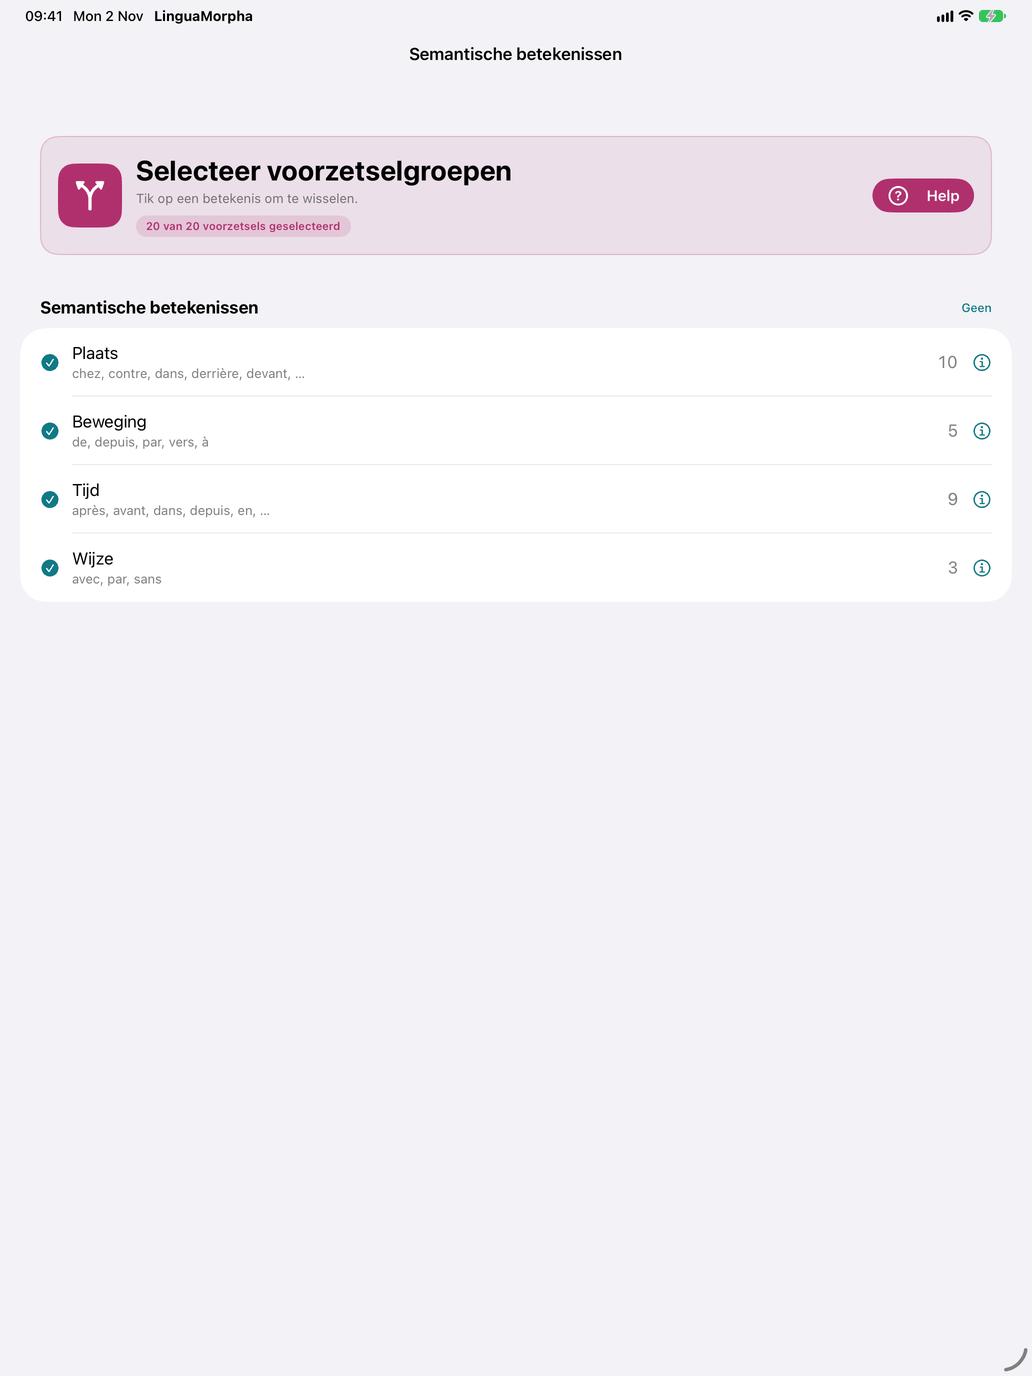 09:41 Mon 2 Nov LinguaMorpha
Semantische betekenissen
Selecteer voorzetselgroepen
Tik op een betekenis om te wisselen.
20 van 20 voorzetsels geselecteerd
Help
Semantische betekenissen
Geen
Plaats
chez, contre, dans, derrière, devant, ...
10
Beweging
de, depuis, par, vers, à
5
Tijd
après, avant, dans, depuis, en, ...
9
Wijze
avec, par, sans
3